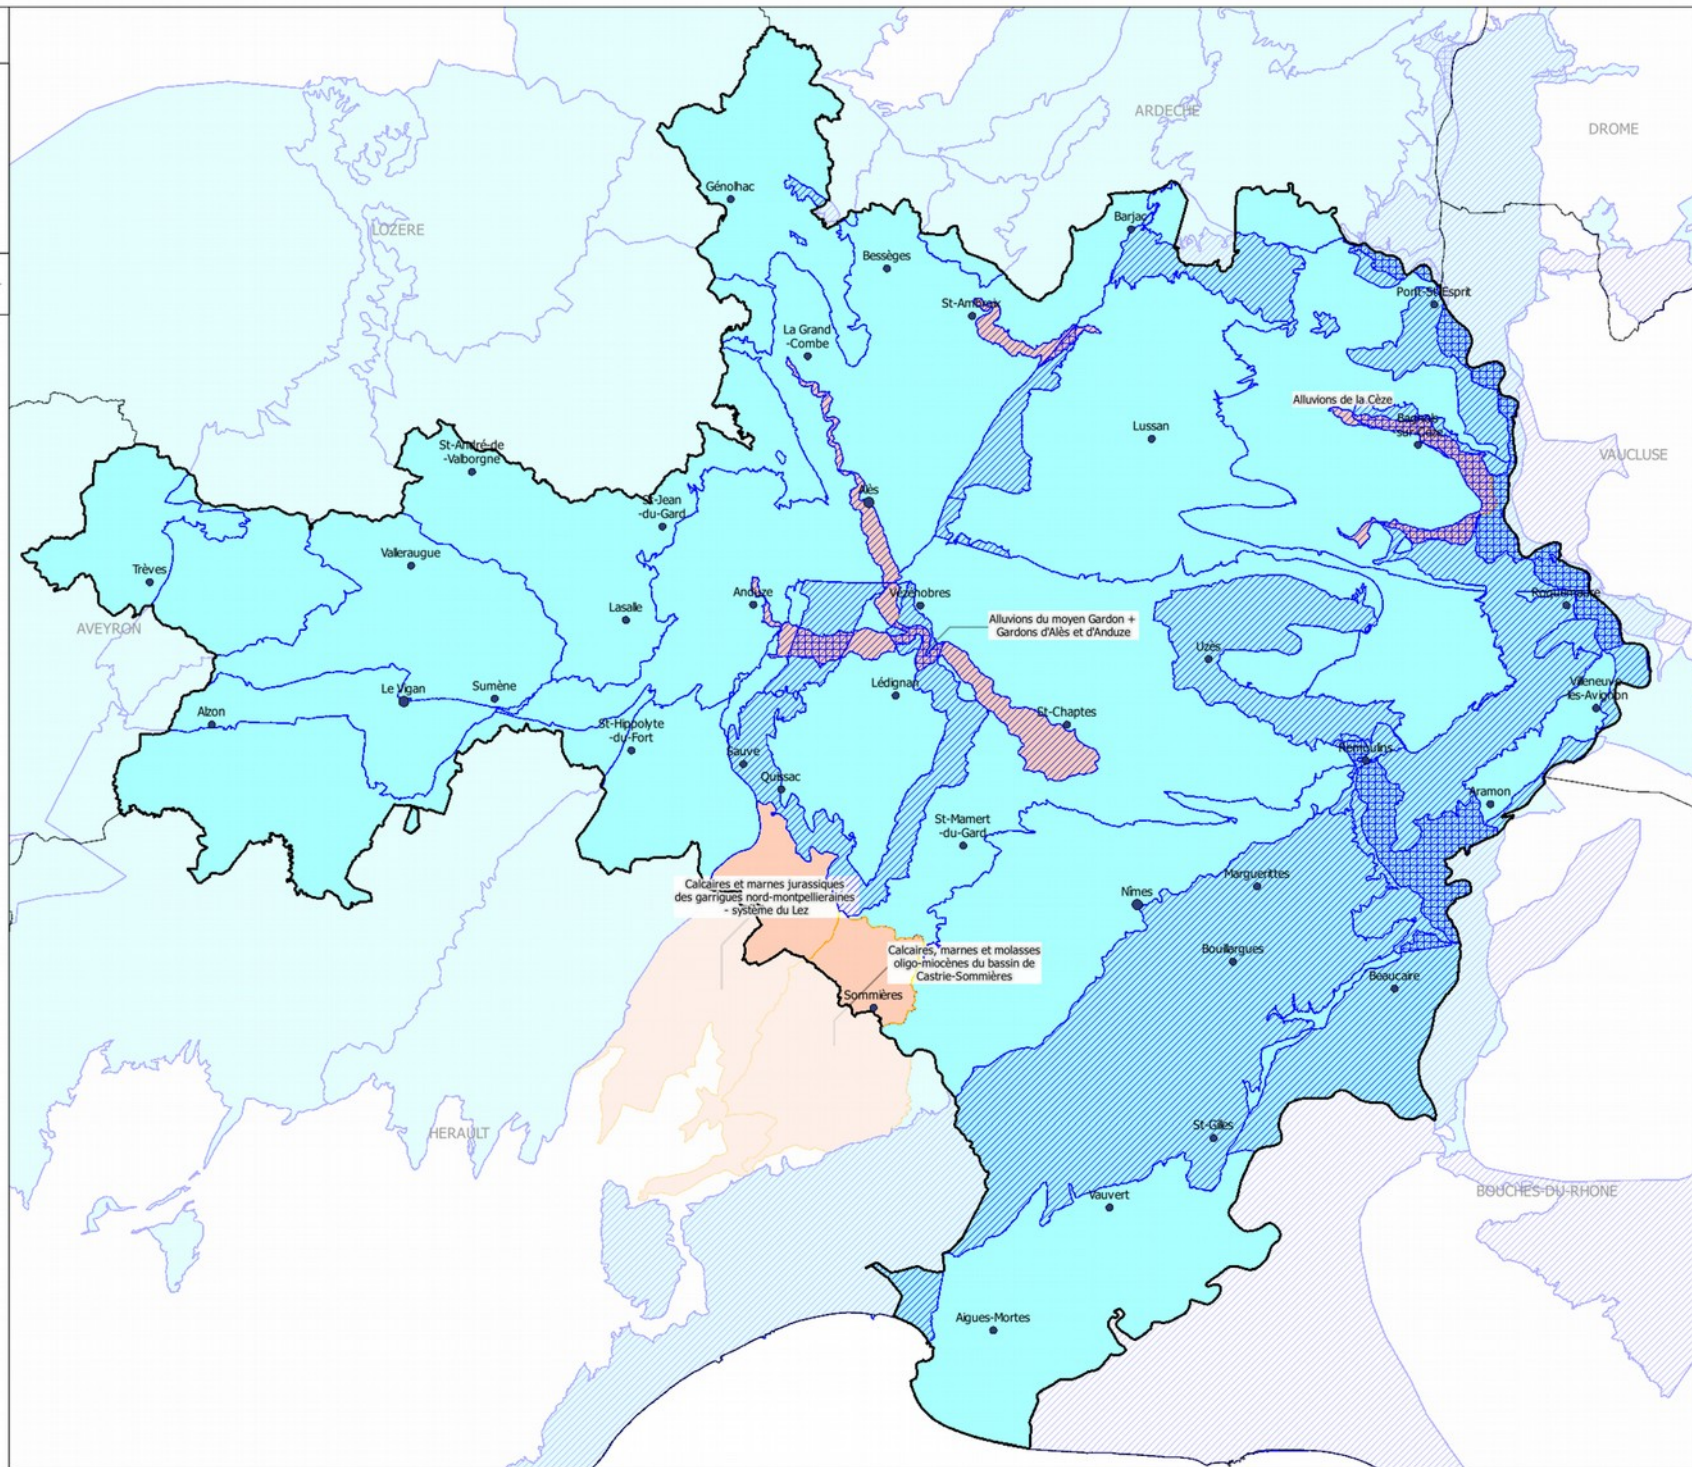 ARDECHE
DROME
Génolhac
Barjac
LOZERE
Bessèges
Pont-St-Esprit
St-Ambroix
La Grand
-Combe
Alluvions de la Cèze
Bagnols
-sur-Cèze
Lussan
St-André-de
-Valborgne
VAUCLUSE
Alès
St-Jean
-du-Gard
Valleraugue
Trèves
Anduze
Vézénobres
Roquemaure
Lasalle
Alluvions du moyen Gardon +
Gardons d'Alès et d'Anduze
AVEYRON
Uzès
Le Vigan
Sumène
Lédignan
Villeneuve
-lès-Avignon
Alzon
St-Chaptes
St-Hippolyte
-du-Fort
Sauve
Remoulins
Quissac
Aramon
St-Mamert
-du-Gard
Marguerittes
Calcaires et marnes jurassiques
des garrigues nord-montpelliéraines
- système du Lez
Nîmes
Bouillargues
Calcaires, marnes et molasses
oligo-miocènes du bassin de
Castrie-Sommières
Beaucaire
Sommières
St-Gilles
HERAULT
Vauvert
BOUCHES-DU-RHONE
Aigues-Mortes